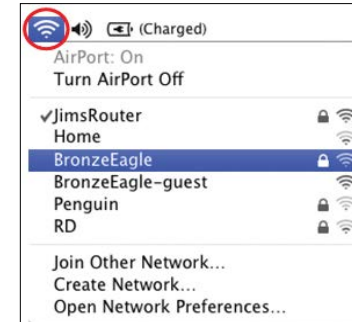 (Charged)
AirPort: On
Turn AirPort Off
✓JimsRouter
Home
BronzeEagle
BronzeEagle-guest
Penguin
RD
Join Other Network...
Create Network...
Open Network Preferences...